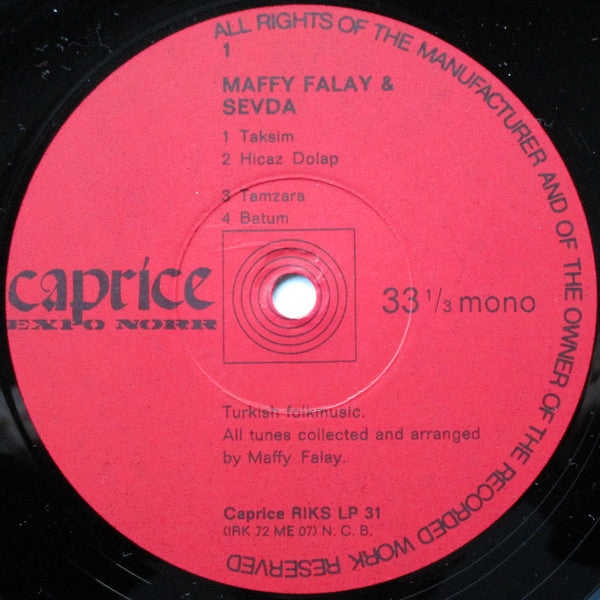 ALL RIGHTS OF THE MANUFACTURER AND OF THE OWNER OF THE RECORDED WORK RESERVED
1
MAFFY FALAY &
SEVDA
1 Taksim
2 Hicaz Dolap
3 Tamzara
4 Batum
caprice
EXPO NORR
33 1/3 mono
Turkish folkmusic.
All tunes collected and arranged
by Maffy Falay.
Caprice RIKS LP 31
(IRK 72 ME 07) N. C. B.